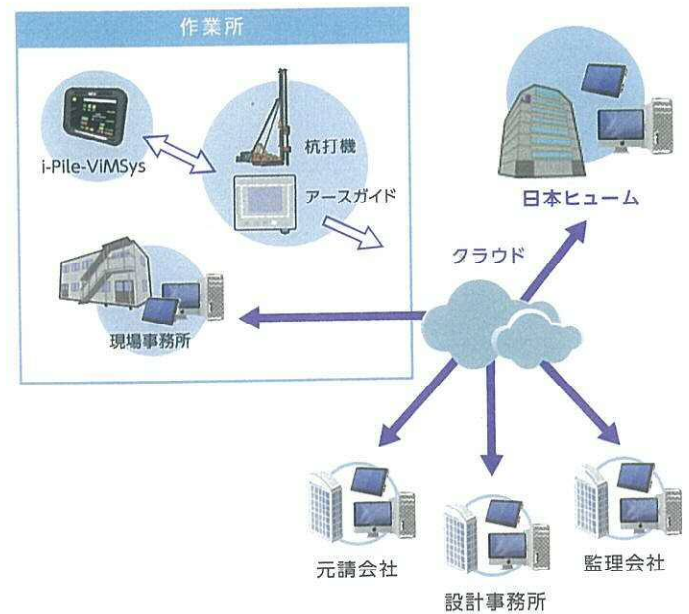 作業所
i-Pile-ViMSys
杭打機
アースガイド
日本ヒューム
クラウド
現場事務所
元請会社
設計事務所
監理会社